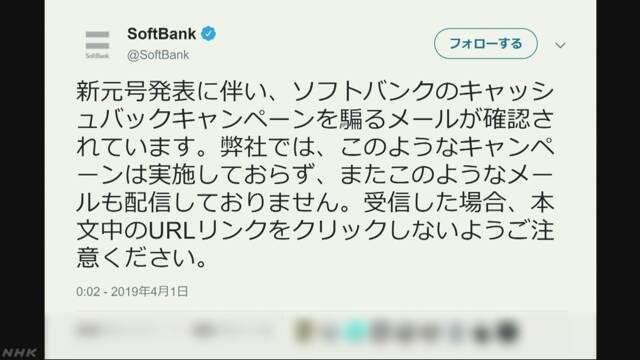 SoftBank
@SoftBank
SoftBank
フォローする
新元号発表に伴い、ソフトバンクのキャッシ
ュバックキャンペーンを騙るメールが確認さ
れています。弊社では、このようなキャンペ
ーンは実施しておらず、またこのようなメー
ルも配信しておりません。受信した場合、本
文中のURLリンクをクリックしないようご注
意ください。
0:02 - 2019年4月1日
NHK